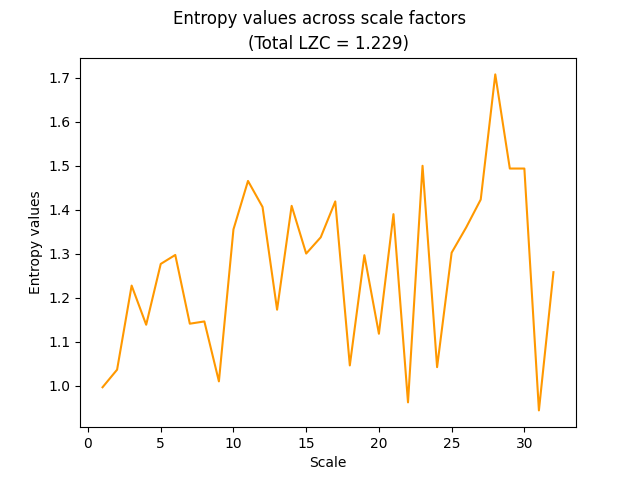 Entropy values across scale factors
(Total LZC = 1.229)
1.7
1.6
1.5
1.4
1.3
1.2
1.1
1.0
Entropy values
0 5 10 15 20 25 30
Scale